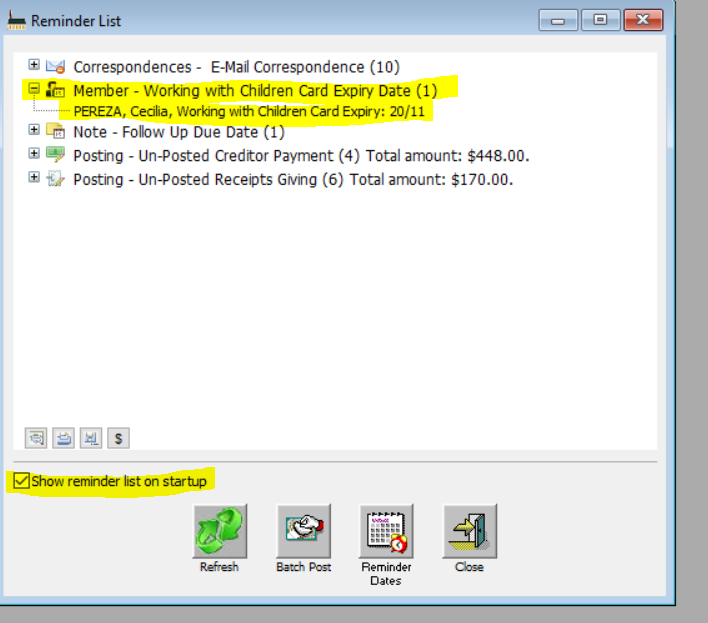 Reminder List
Correspondences - E-Mail Correspondence (10)
Member - Working with Children Card Expiry Date (1)
PEREZA, Cecilia, Working with Children Card Expiry: 20/11
Note - Follow Up Due Date (1)
Posting - Un-Posted Creditor Payment (4) Total amount: $448.00.
Posting - Un-Posted Receipts Giving (6) Total amount: $170.00.
$
Show reminder list on startup
Refresh
Batch Post
Reminder
Dates
Close